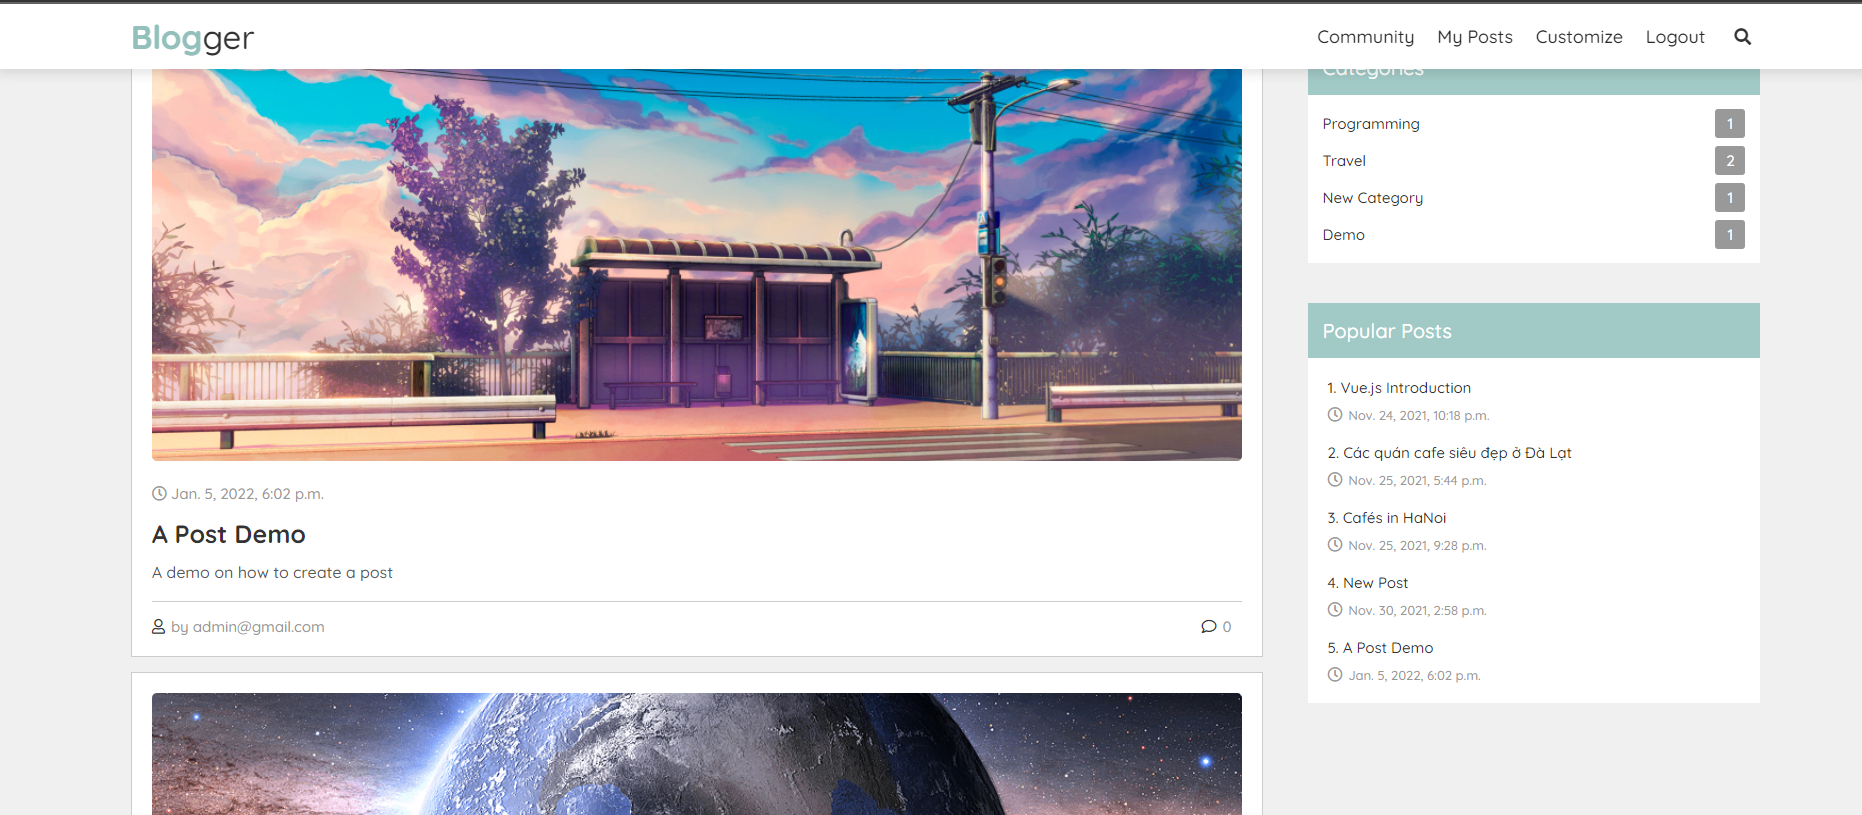 Blogger
Community My Posts Customize Logout
Categories
Programming 1
Travel 2
New Category 1
Demo 1
Popular Posts
1. Vue.js Introduction
Nov. 24, 2021, 10:18 p.m.
2. Các quán cafe siêu đẹp ở Đà Lạt
Nov. 25, 2021, 5:44 p.m.
3. Cafés in HaNoi
Nov. 25, 2021, 9:28 p.m.
4. New Post
Nov. 30, 2021, 2:58 p.m.
5. A Post Demo
Jan. 5, 2022, 6:02 p.m.
Jan. 5, 2022, 6:02 p.m.
A Post Demo
A demo on how to create a post
by admin@gmail.com 0